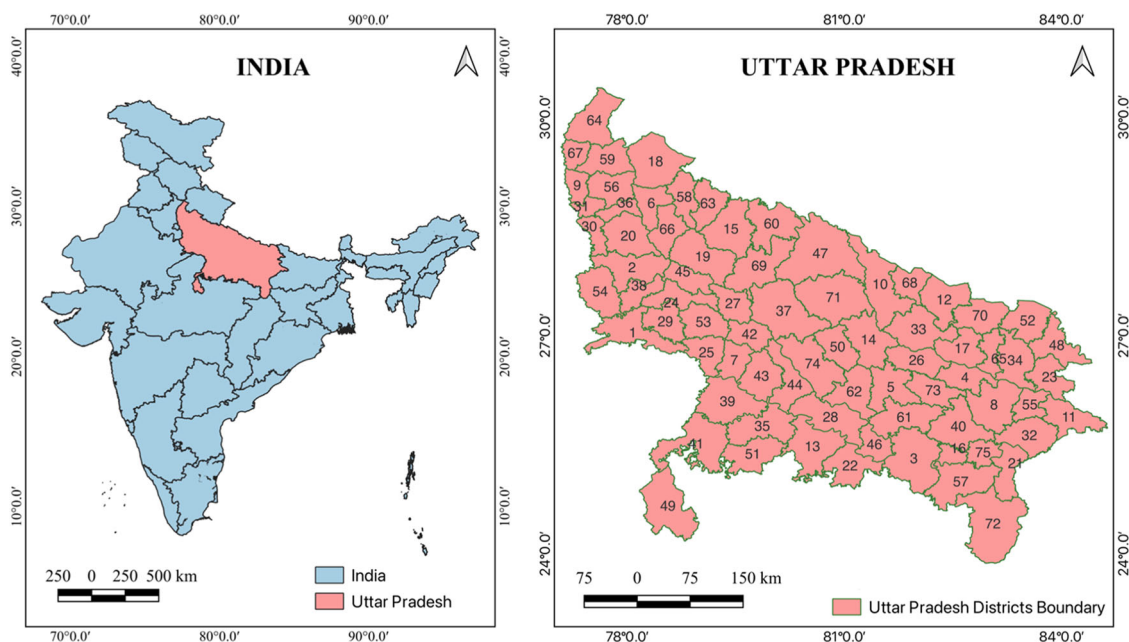 70°0.0′ 80°0.0′ 90°0.0′
78°0.0′ 81°0.0′ 84°0.0′
INDIA
40°0.0′
30°0.0′
20°0.0′
10°0.0′
40°0.0′
30°0.0′
20°0.0′
10°0.0′
250 0 250 500 km
India
Uttar Pradesh
70°0.0′ 80°0.0′ 90°0.0′
UTTAR PRADESH
30°0.0′
27°0.0′
24°0.0′
30°0.0′
27°0.0′
24°0.0′
64
67 59 18
9 56 36 6 58 63
31 30 20 66 15 60
2 19 69 47
54 38 45 10 68 12
24 27 37 71 70 52
1 29 53 42 14 33 48
25 7 50 26 17 65 34
43 74 23
44 62 5 73 4 8 55
39 28 61 11
35 40 32
41 51 13 46 16 75
22 3 21
57
49 72
75 0 75 150 km
Uttar Pradesh Districts Boundary
78°0.0′ 81°0.0′ 84°0.0′